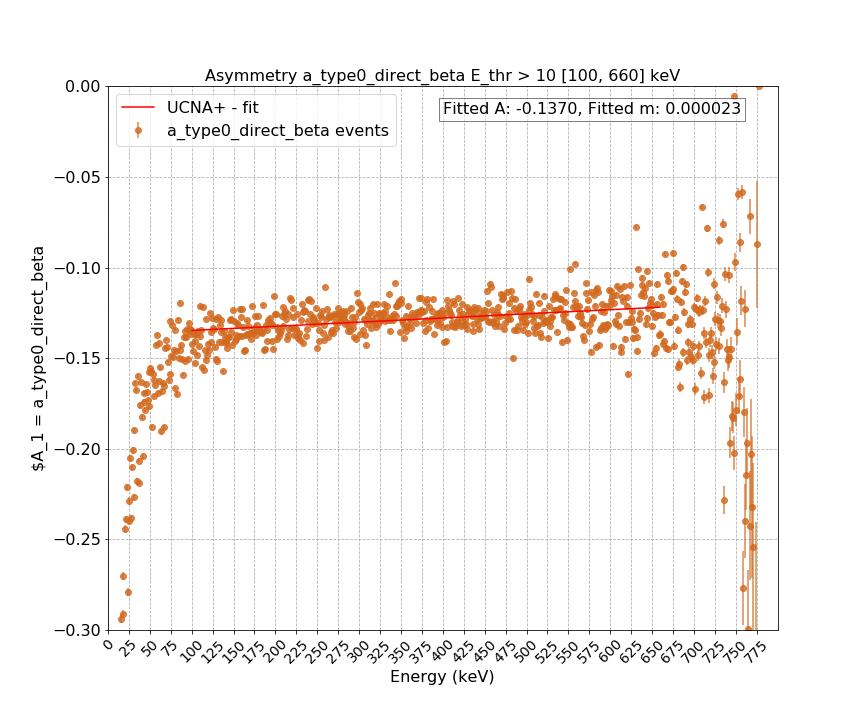 Asymmetry a_type0_direct_beta E_thr > 10 [100, 660] keV
UCNA+ - fit
a_type0_direct_beta events
Fitted A: -0.1370, Fitted m: 0.000023
$A_1 = a_type0_direct_beta
0.00
−0.05
−0.10
−0.15
−0.20
−0.25
−0.30
0 25 50 75 100 125 150 175 200 225 250 275 300 325 350 375 400 425 450 475 500 525 550 575 600 625 650 675 700 725 750 775
Energy (keV)